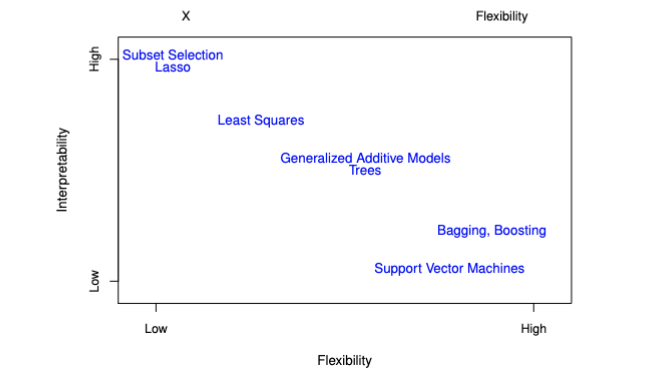 X
Flexibility
High
Subset Selection
Lasso
Least Squares
Generalized Additive Models
Trees
Interpretability
Bagging, Boosting
Support Vector Machines
Low
Low
High
Flexibility